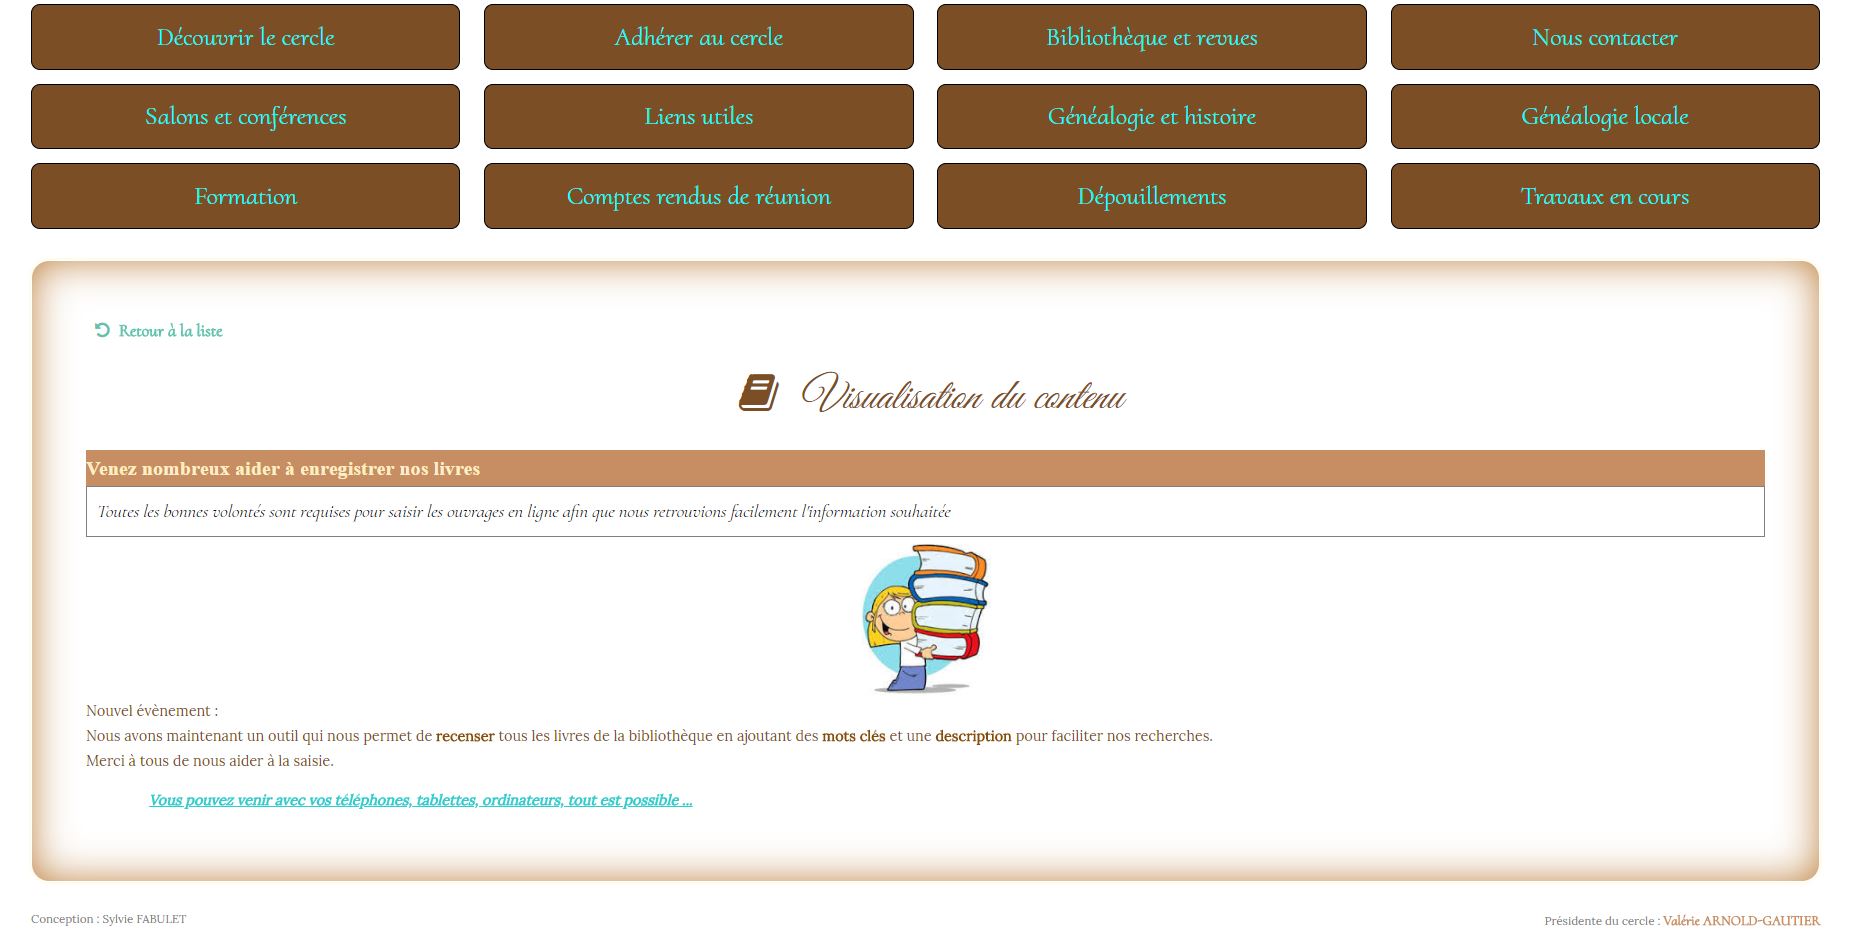 Découvrir le cercle
Adhérer au cercle
Bibliothèque et revues
Nous contacter
Salons et conférences
Liens utiles
Généalogie et histoire
Généalogie locale
Formation
Comptes rendus de réunion
Dépouillements
Travaux en cours
Retour à la liste
Visualisation du contenu
Venez nombreux aider à enregistrer nos livres
Toutes les bonnes volontés sont requises pour saisir les ouvrages en ligne afin que nous retrouvions facilement l'information souhaitée
Nouvel évènement :
Nous avons maintenant un outil qui nous permet de recenser tous les livres de la bibliothèque en ajoutant des mots clés et une description pour faciliter nos recherches.
Merci à tous de nous aider à la saisie.
Vous pouvez venir avec vos téléphones, tablettes, ordinateurs, tout est possible ...
Conception : Sylvie FABULET
Présidente du cercle : Valérie ARNOLD-GAUTIER